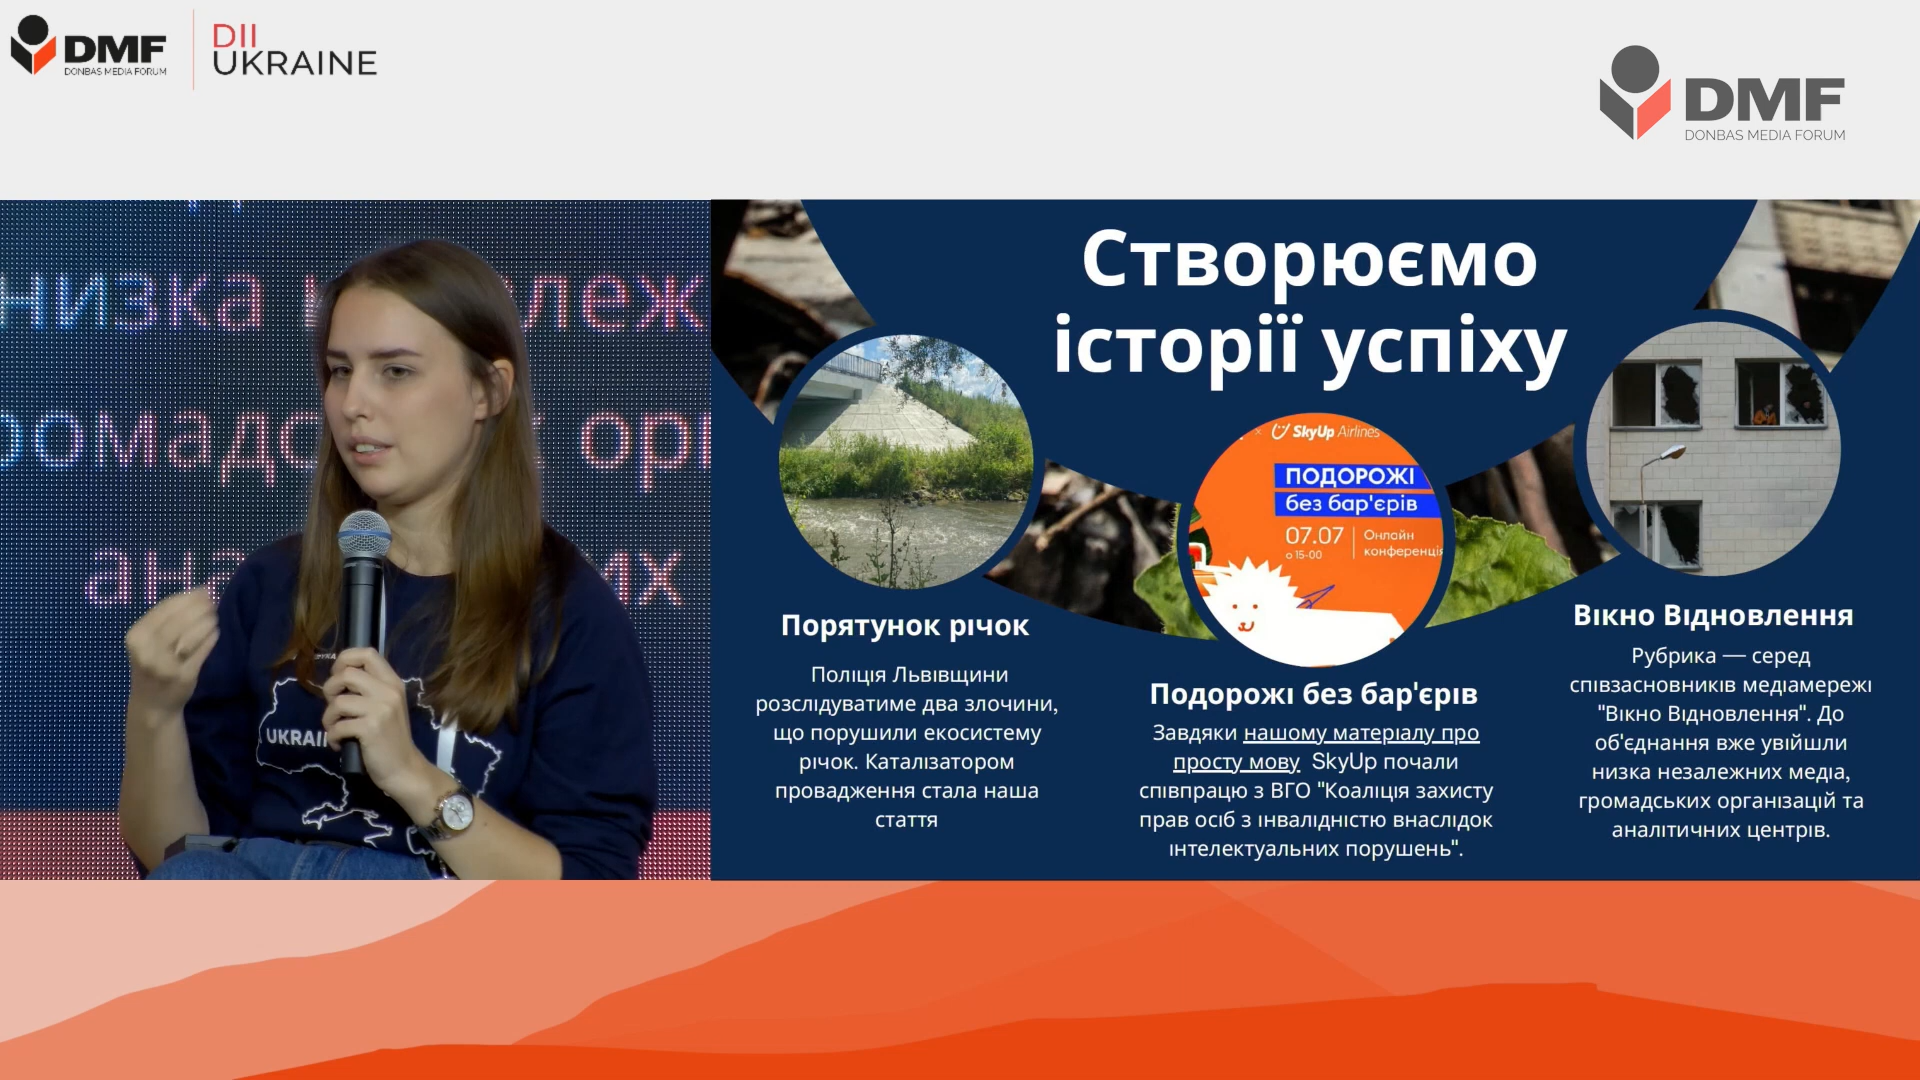 DMF
DONBAS MEDIA FORUM
DII
UKRAINE
DMF
DONBAS MEDIA FORUM
низка
UKRAI
Створюємо
історії успіху
SkyUp Airlines
ПОДОРОЖІ
без бар'єрів
07.07
о 15-00
Онлайн
конференція
Порятунок річок
Поліція Львівщини
розслідуватиме два злочини,
що порушили екосистему
річок. Каталізатором
провадження стала наша
стаття
Подорожі без бар'єрів
Завдяки нашому матеріалу про
просту мову SkyUp почали
співпрацю з ВГО "Коаліція захисту
прав осіб з інвалідністю внаслідок
інтелектуальних порушень".
Вікно Відновлення
Рубрика — серед
співзасновників медіамережі
"Вікно Відновлення". До
об'єднання вже увійшли
низка незалежних медіа,
громадських організацій та
аналітичних центрів.